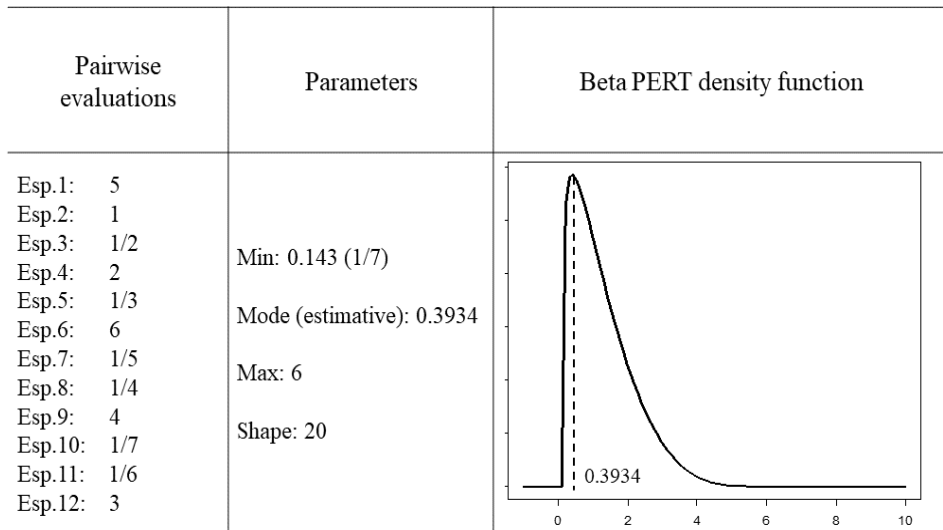 Pairwise
evaluations
Parameters
Beta PERT density function
Esp.1: 5
Esp.2: 1
Esp.3: 1/2
Esp.4: 2
Esp.5: 1/3
Esp.6: 6
Esp.7: 1/5
Esp.8: 1/4
Esp.9: 4
Esp.10: 1/7
Esp.11: 1/6
Esp.12: 3
Min: 0.143 (1/7)
Mode (estimative): 0.3934
Max: 6
Shape: 20
0.3934
0 2 4 6 8 10